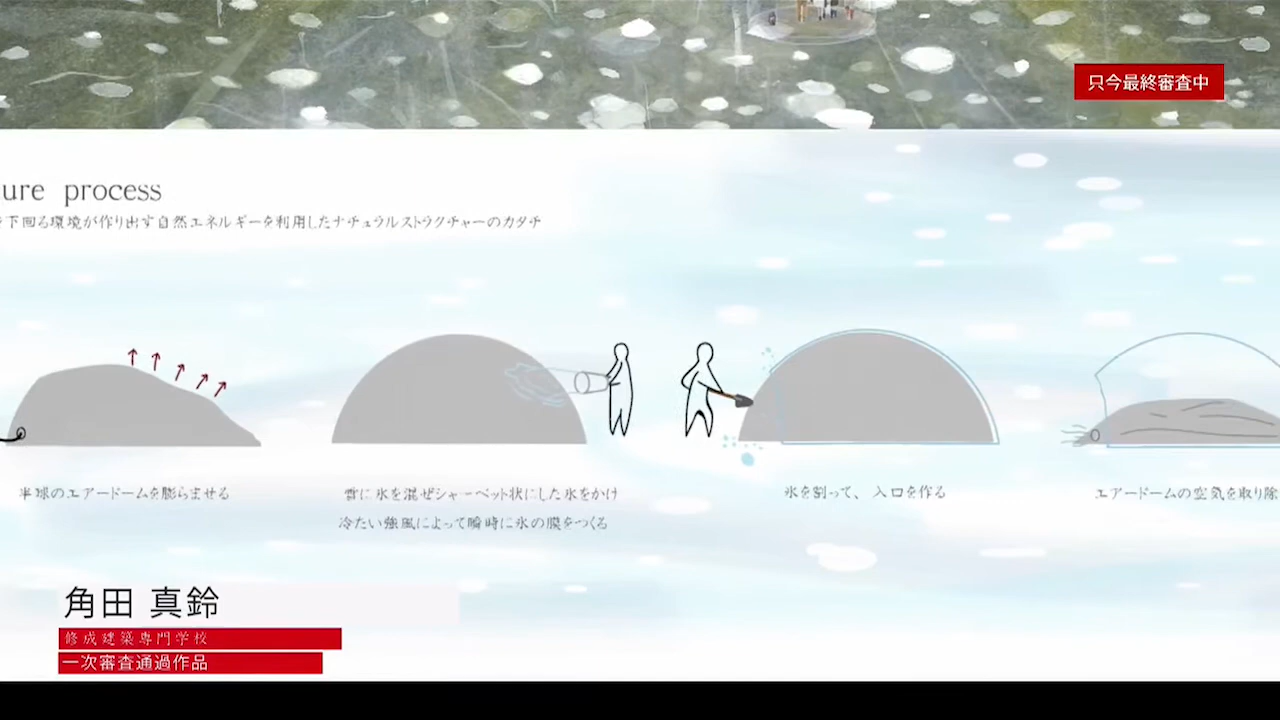 只今最終審査中
ure process
を下回る環境が作り出す自然エネルギーを利用したナチュラルストラクチャーのカタチ
半球のエアードームを膨らませる
雪に氷を混ぜシャーベット状にした氷をかけ
冷たい強風によって瞬時に氷の膜をつくる
氷を割って、入口を作る
エアードームの空気を取り除
角田 真鈴
修成建築専門学校
一次審査通過作品